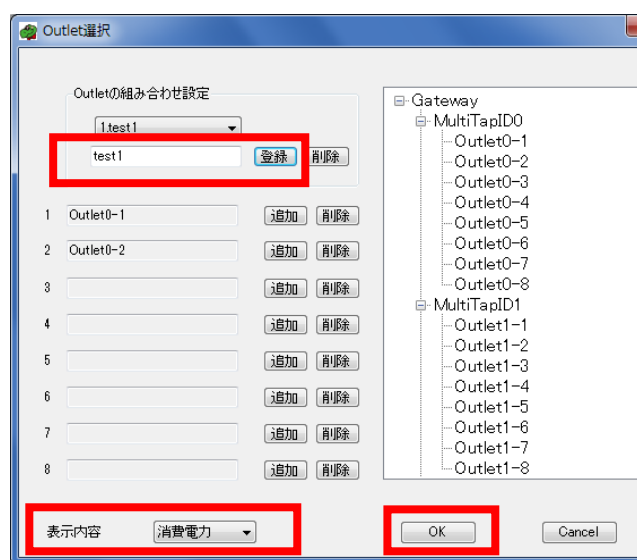 Outlet選択
Outletの組み合わせ設定
1.test1
test1 登録 削除
1 Outlet0-1 追加 削除
2 Outlet0-2 追加 削除
3 追加 削除
4 追加 削除
5 追加 削除
6 追加 削除
7 追加 削除
8 追加 削除
Gateway
MultiTapID0
Outlet0-1
Outlet0-2
Outlet0-3
Outlet0-4
Outlet0-5
Outlet0-6
Outlet0-7
Outlet0-8
MultiTapID1
Outlet1-1
Outlet1-2
Outlet1-3
Outlet1-4
Outlet1-5
Outlet1-6
Outlet1-7
Outlet1-8
表示内容 消費電力
OK Cancel